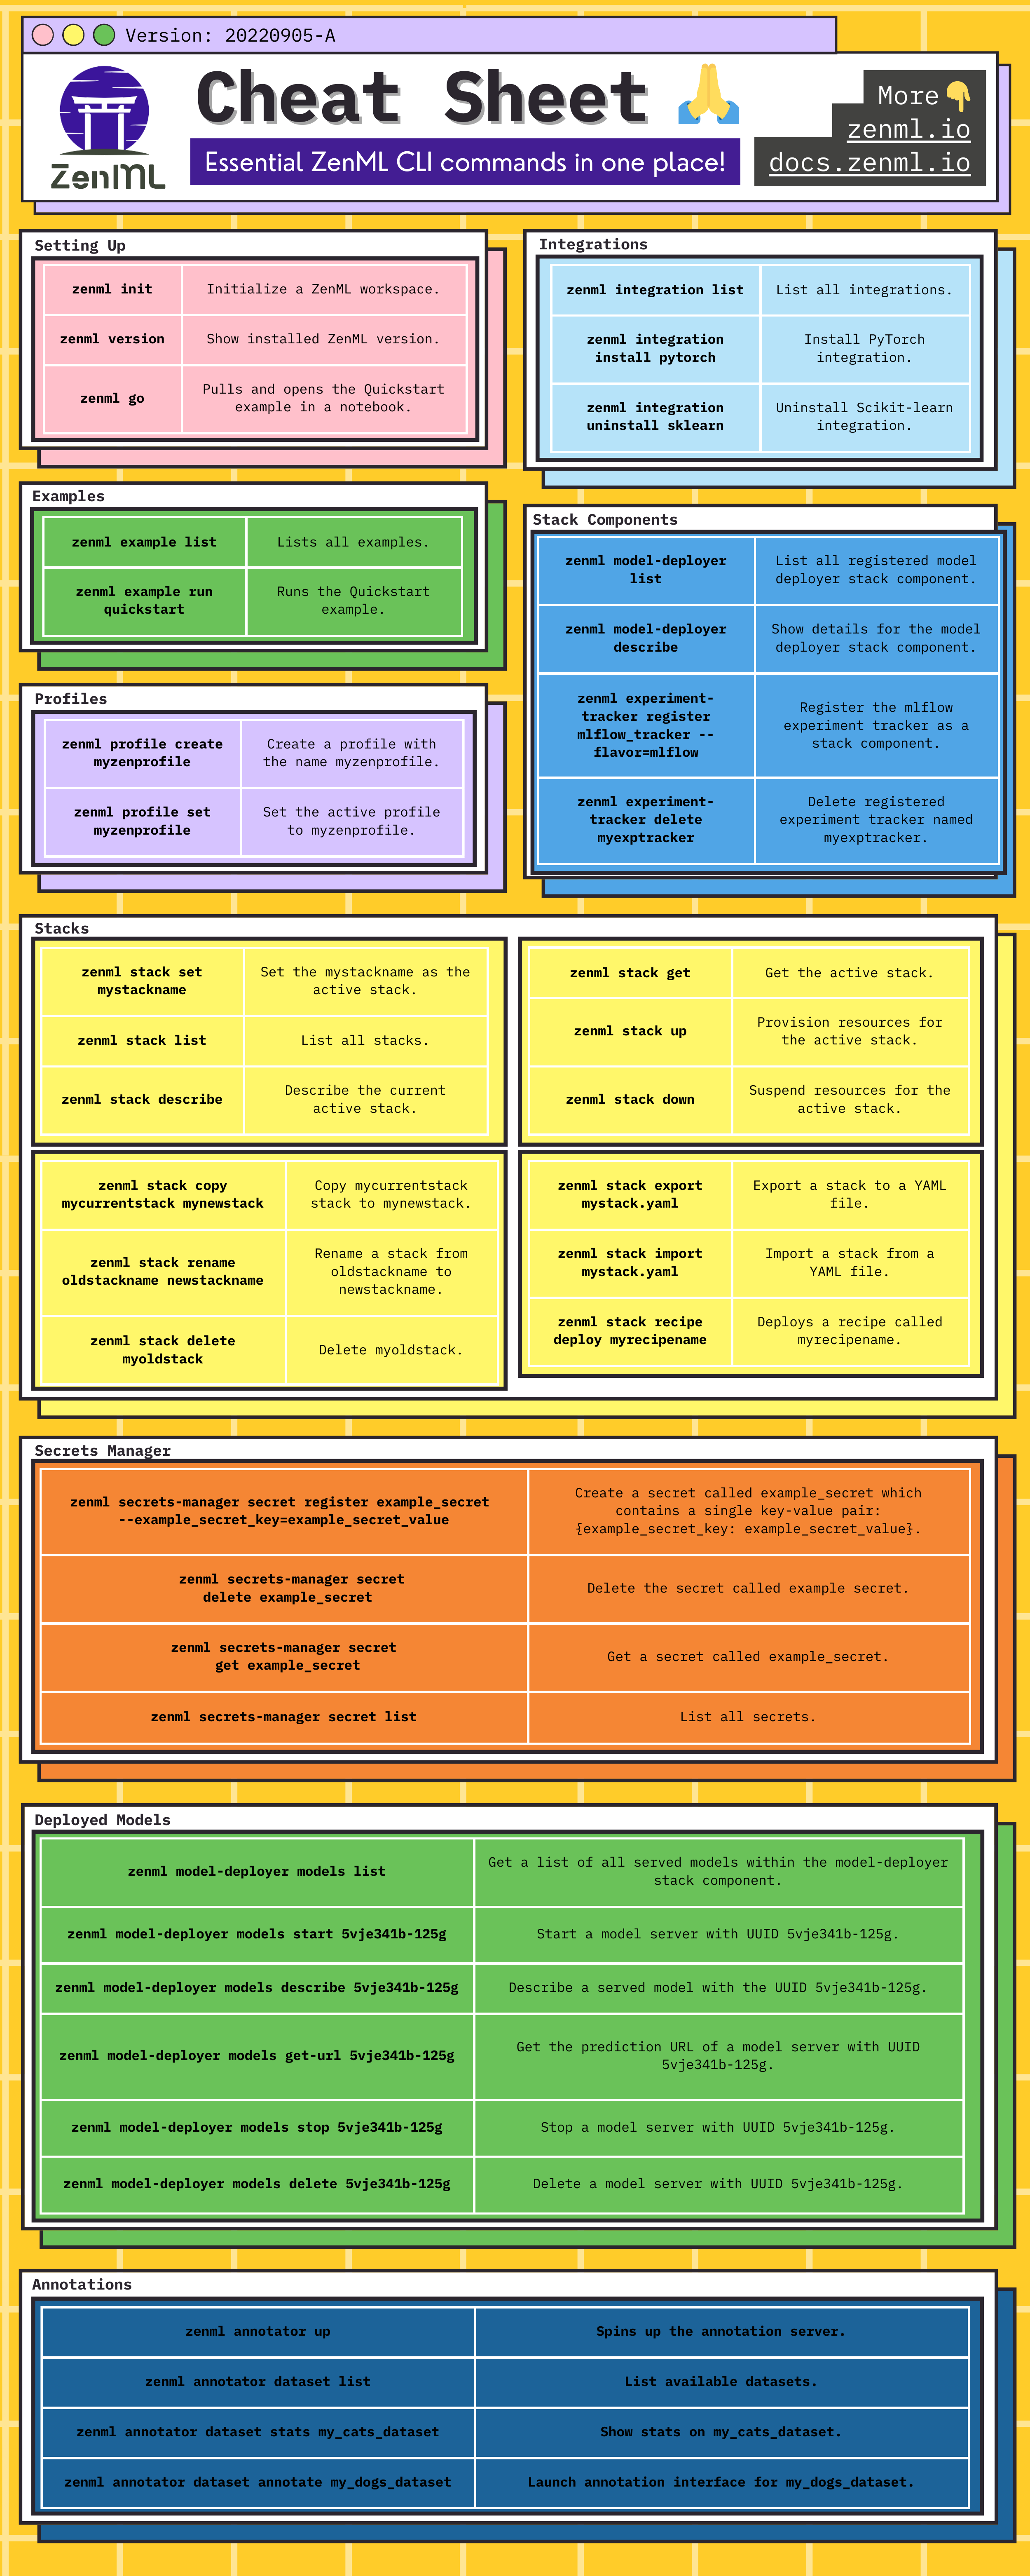 Version: 20220905-A
ZenML
Cheat Sheet
Essential ZenML CLI commands in one place!
More
zenml.io
docs.zenml.io
Setting Up
zenml init
Initialize a ZenML workspace.
zenml version
Show installed ZenML version.
zenml go
Pulls and opens the Quickstart
example in a notebook.
Integrations
zenml integration list
List all integrations.
zenml integration
install pytorch
Install PyTorch
integration.
zenml integration
uninstall sklearn
Uninstall Scikit-learn
integration.
Examples
zenml example list
Lists all examples.
zenml example run
quickstart
Runs the Quickstart
example.
Stack Components
zenml model-deployer
list
List all registered model
deployer stack component.
zenml model-deployer
describe
Show details for the model
deployer stack component.
zenml experiment-
tracker register
mlflow_tracker --
flavor=mlflow
Register the mlflow
experiment tracker as a
stack component.
zenml experiment-
tracker delete
myexptracker
Delete registered
experiment tracker named
myexptracker.
Profiles
zenml profile create
myzenprofile
Create a profile with
the name myzenprofile.
zenml profile set
myzenprofile
Set the active profile
to myzenprofile.
Stacks
zenml stack set
mystackname
Set the mystackname as the
active stack.
zenml stack list
List all stacks.
zenml stack describe
Describe the current
active stack.
zenml stack get
Get the active stack.
zenml stack up
Provision resources for
the active stack.
zenml stack down
Suspend resources for the
active stack.
zenml stack copy
mycurrentstack mynewstack
Copy mycurrentstack
stack to mynewstack.
zenml stack rename
oldstackname newstackname
Rename a stack from
oldstackname to
newstackname.
zenml stack delete
myoldstack
Delete myoldstack.
zenml stack export
mystack.yaml
Export a stack to a YAML
file.
zenml stack import
mystack.yaml
Import a stack from a
YAML file.
zenml stack recipe
deploy myrecipename
Deploys a recipe called
myrecipename.
Secrets Manager
zenml secrets-manager secret register example_secret
--example_secret_key=example_secret_value
Create a secret called example_secret which
contains a single key-value pair:
{example_secret_key: example_secret_value}.
zenml secrets-manager secret
delete example_secret
Delete the secret called example secret.
zenml secrets-manager secret
get example_secret
Get a secret called example_secret.
zenml secrets-manager secret list
List all secrets.
Deployed Models
zenml model-deployer models list
Get a list of all served models within the model-deployer
stack component.
zenml model-deployer models start 5vje341b-125g
Start a model server with UUID 5vje341b-125g.
zenml model-deployer models describe 5vje341b-125g
Describe a served model with the UUID 5vje341b-125g.
zenml model-deployer models get-url 5vje341b-125g
Get the prediction URL of a model server with UUID
5vje341b-125g.
zenml model-deployer models stop 5vje341b-125g
Stop a model server with UUID 5vje341b-125g.
zenml model-deployer models delete 5vje341b-125g
Delete a model server with UUID 5vje341b-125g.
Annotations
zenml annotator up
Spins up the annotation server.
zenml annotator dataset list
List available datasets.
zenml annotator dataset stats my_cats_dataset
Show stats on my_cats_dataset.
zenml annotator dataset annotate my_dogs_dataset
Launch annotation interface for my_dogs_dataset.